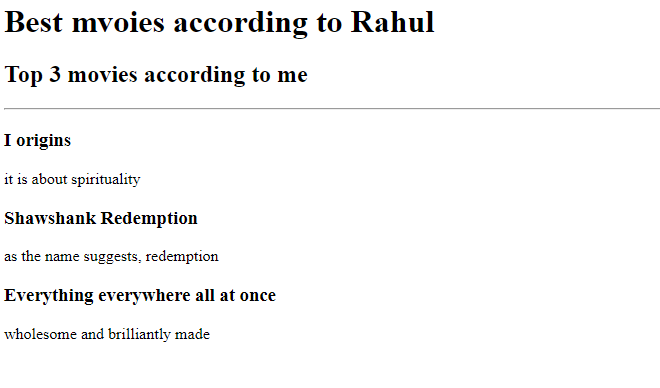 Best mvoies according to Rahul
Top 3 movies according to me
I origins
it is about spirituality
Shawshank Redemption
as the name suggests, redemption
Everything everywhere all at once
wholesome and brilliantly made